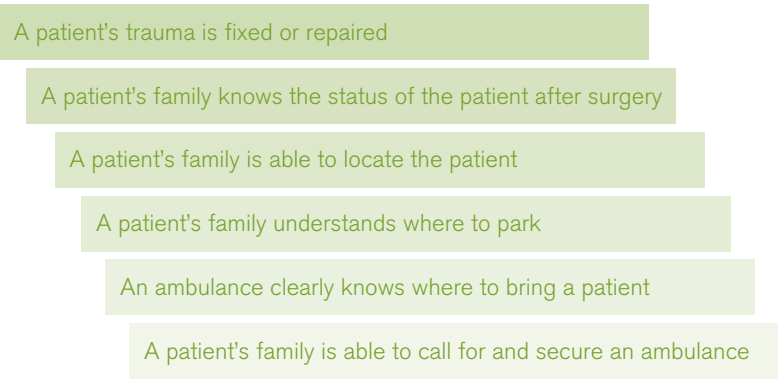 A patient’s trauma is fixed or repaired
A patient’s family knows the status of the patient after surgery
A patient’s family is able to locate the patient
A patient’s family understands where to park
An ambulance clearly knows where to bring a patient
A patient’s family is able to call for and secure an ambulance